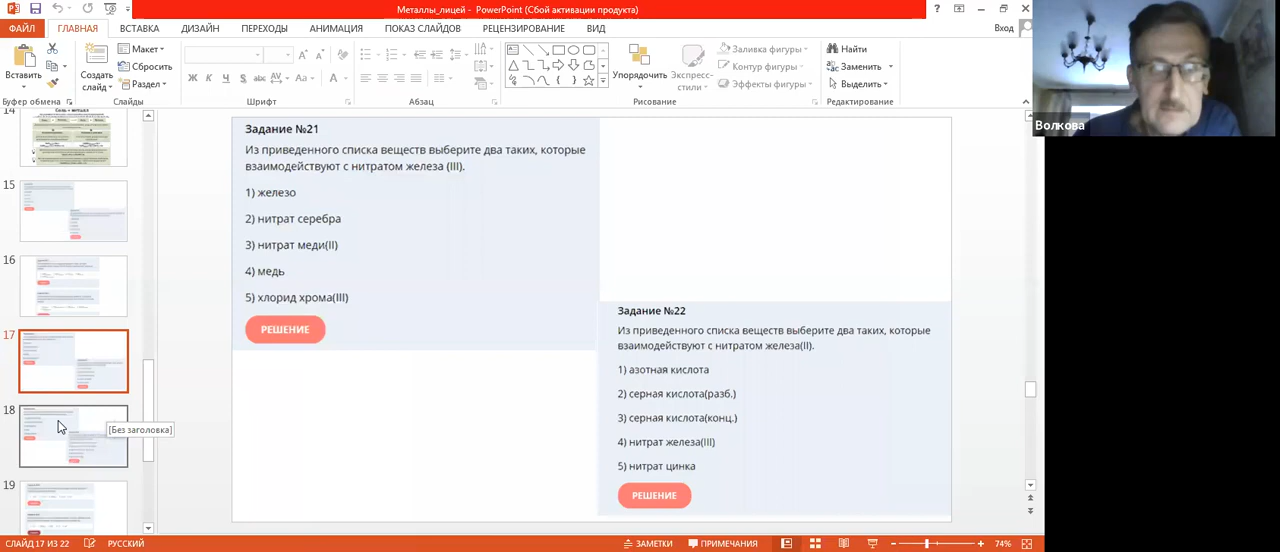 Металлы_лицей - PowerPoint (Сбой активации продукта)
ФАЙЛ ГЛАВНАЯ ВСТАВКА ДИЗАЙН ПЕРЕХОДЫ АНИМАЦИЯ ПОКАЗ СЛАЙДОВ РЕЦЕНЗИРОВАНИЕ ВИД Вход
Вставить
Создать слайд
Макет
Сбросить
Раздел
Ж К Ч S abc AV Aa А
Упорядочить
Экспресс-стили
Заливка фигуры
Контур фигуры
Эффекты фигуры
Найти
Заменить
Выделить
Буфер обмена Слайды Шрифт Абзац Рисование Редактирование
Волкова
14
15
16
17
18
19
[Без заголовка]
Задание №21
Из приведенного списка веществ выберитедва таких, которые
взаимодействуют с нитратом железа (III).
1) железо
2) нитрат серебра
3) нитрат меди(II)
4) медь
5) хлорид хрома(III)
РЕШЕНИЕ
Задание №22
Из приведенного списка веществ выберите два таких, которые
взаимодействуют с нитратом железа(II).
1) азотная кислота
2) серная кислота(разб.)
3) серная кислота(конц.)
4) нитрат железа(III)
5) нитрат цинка
РЕШЕНИЕ
СЛАЙД 17 ИЗ 22 РУССКИЙ ЗАМЕТКИ ПРИМЕЧАНИЯ 74%